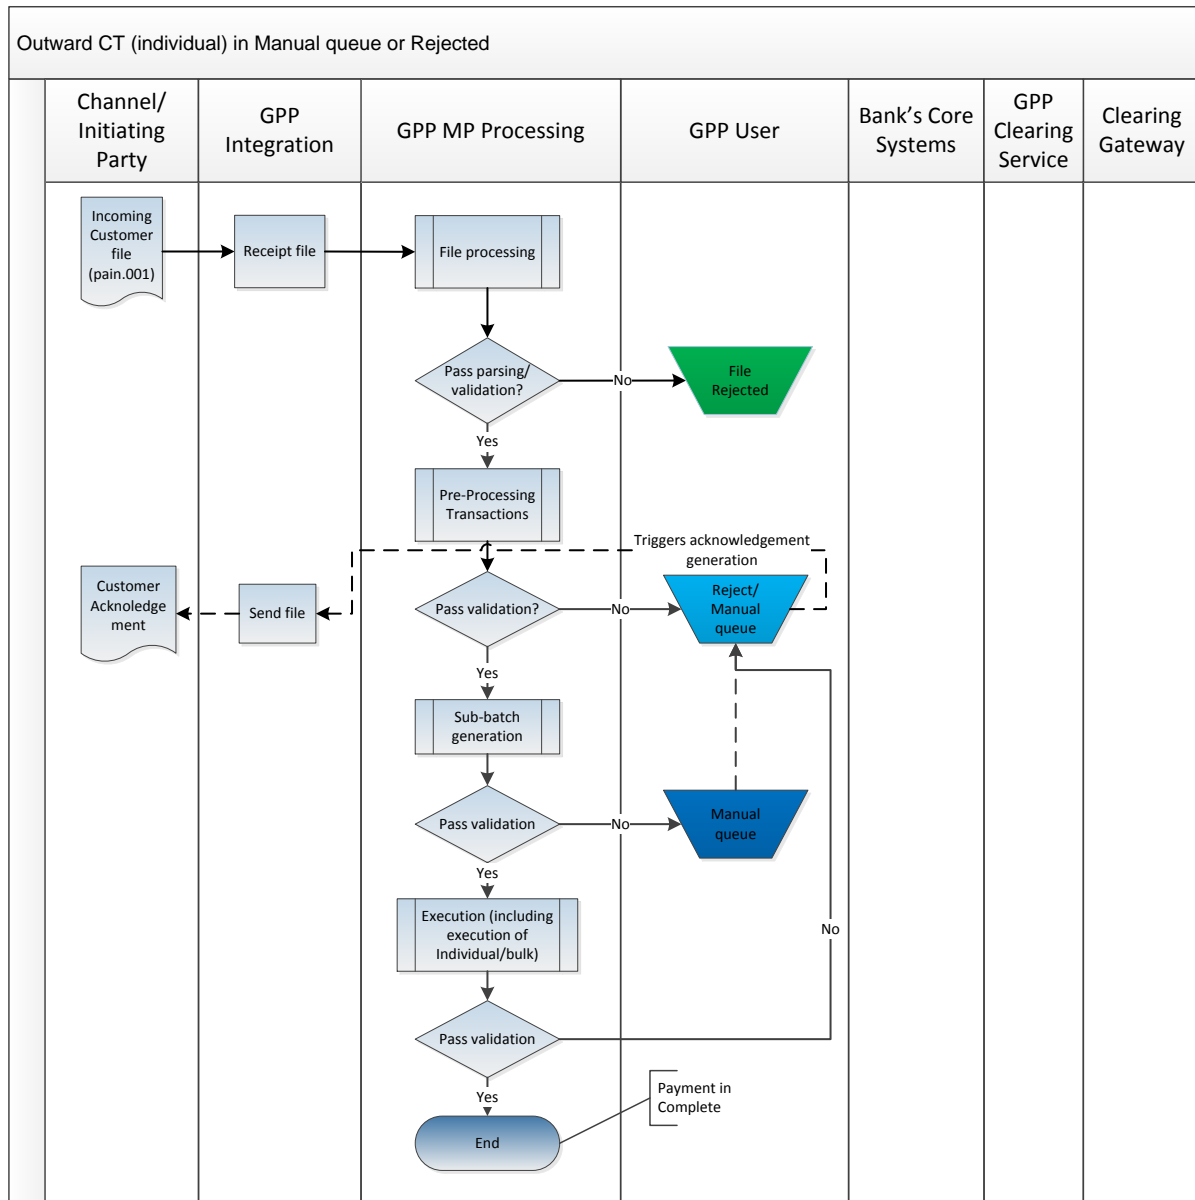 Outward CT (individual) in Manual queue or Rejected
Channel/
Initiating
Party
GPP
Integration
GPP MP Processing
GPP User
Bank's Core
Systems
GPP
Clearing
Service
Clearing
Gateway
Incoming
Customer
file
(pain.001)
Receipt file
File processing
Pass parsing/
validation?
No
File
Rejected
Yes
Pre-Processing
Transactions
Triggers acknowledgement
generation
Customer
Acknoledge
ment
Send file
Pass validation?
No
Reject/
Manual
queue
Yes
Sub-batch
generation
Pass validation
No
Manual
queue
Yes
Execution (including
execution of
Individual/bulk)
No
Pass validation
Yes
Payment in
Complete
End